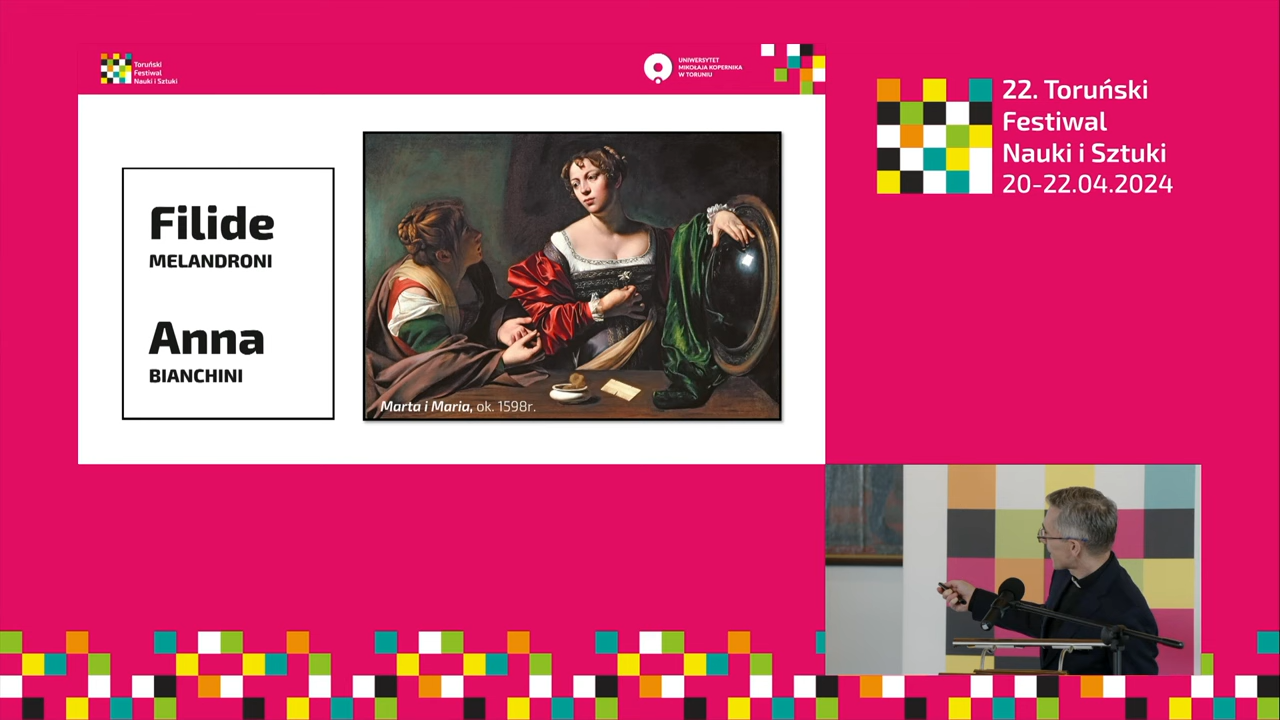 Toruński
Festiwal
Nauki i Sztuki
UNIWERSYTET
MIKOŁAJA KOPERNIKA
W TORUNIU
Filide
MELANDRONI
Anna
BIANCHINI
Marta i Maria, ok. 1598r.
22. Toruński
Festiwal
Nauki i Sztuki
20-22.04.2024